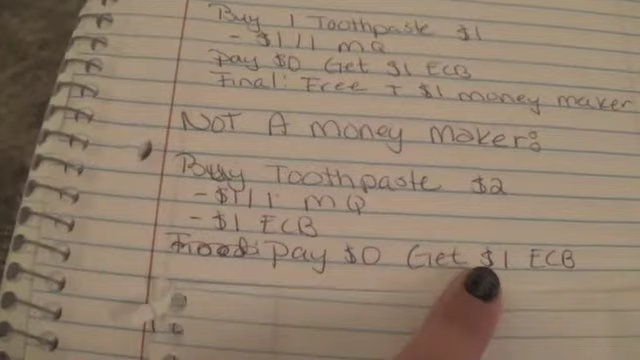 Buy 1 Toothpaste $1
- $1/1 MQ
Pay $0 Get $1 ECB
Final: Free + $1 money maker
NOT A money maker:
Buy Toothpaste $2
- $1/1 MQ
- $1 ECB
Pay $0 Get $1 ECB